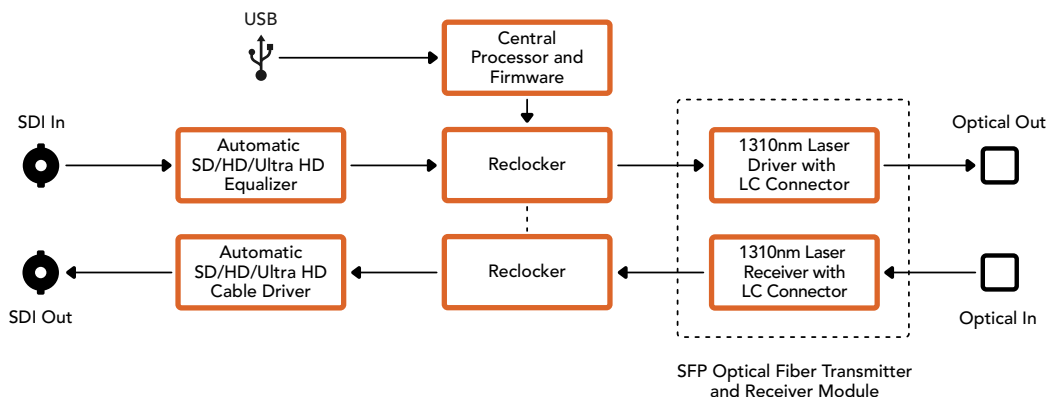 USB
Central
Processor and
Firmware
SDI In
Automatic
SD/HD/Ultra HD
Equalizer
Reclocker
1310nm Laser
Driver with
LC Connector
Optical Out
SDI Out
Automatic
SD/HD/Ultra HD
Cable Driver
Reclocker
1310nm Laser
Receiver with
LC Connector
Optical In
SFP Optical Fiber Transmitter
and Receiver Module